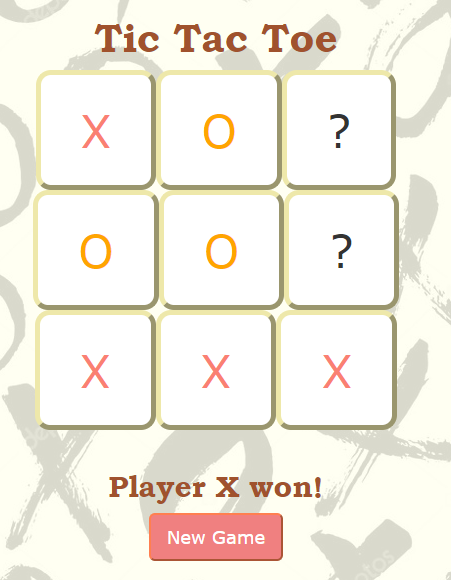 Tic Tac Toe
X O ?
O O ?
X X X
Player X won!
New Game